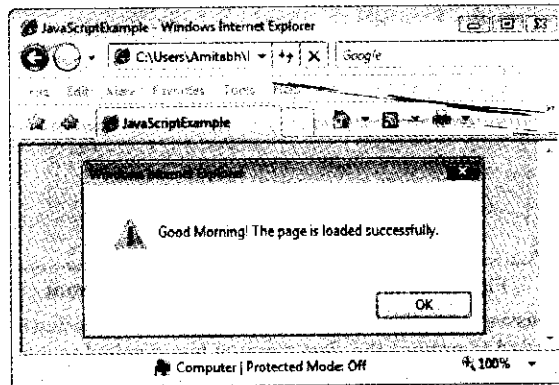 JavaScriptExample - Windows Internet Explorer
C:\Users\Amitabh\I
Google
Edit View Favorites Tools
JavaScriptExample
Windows Internet Explorer
Good Morning! The page is loaded successfully.
OK
Computer | Protected Mode: Off
100%